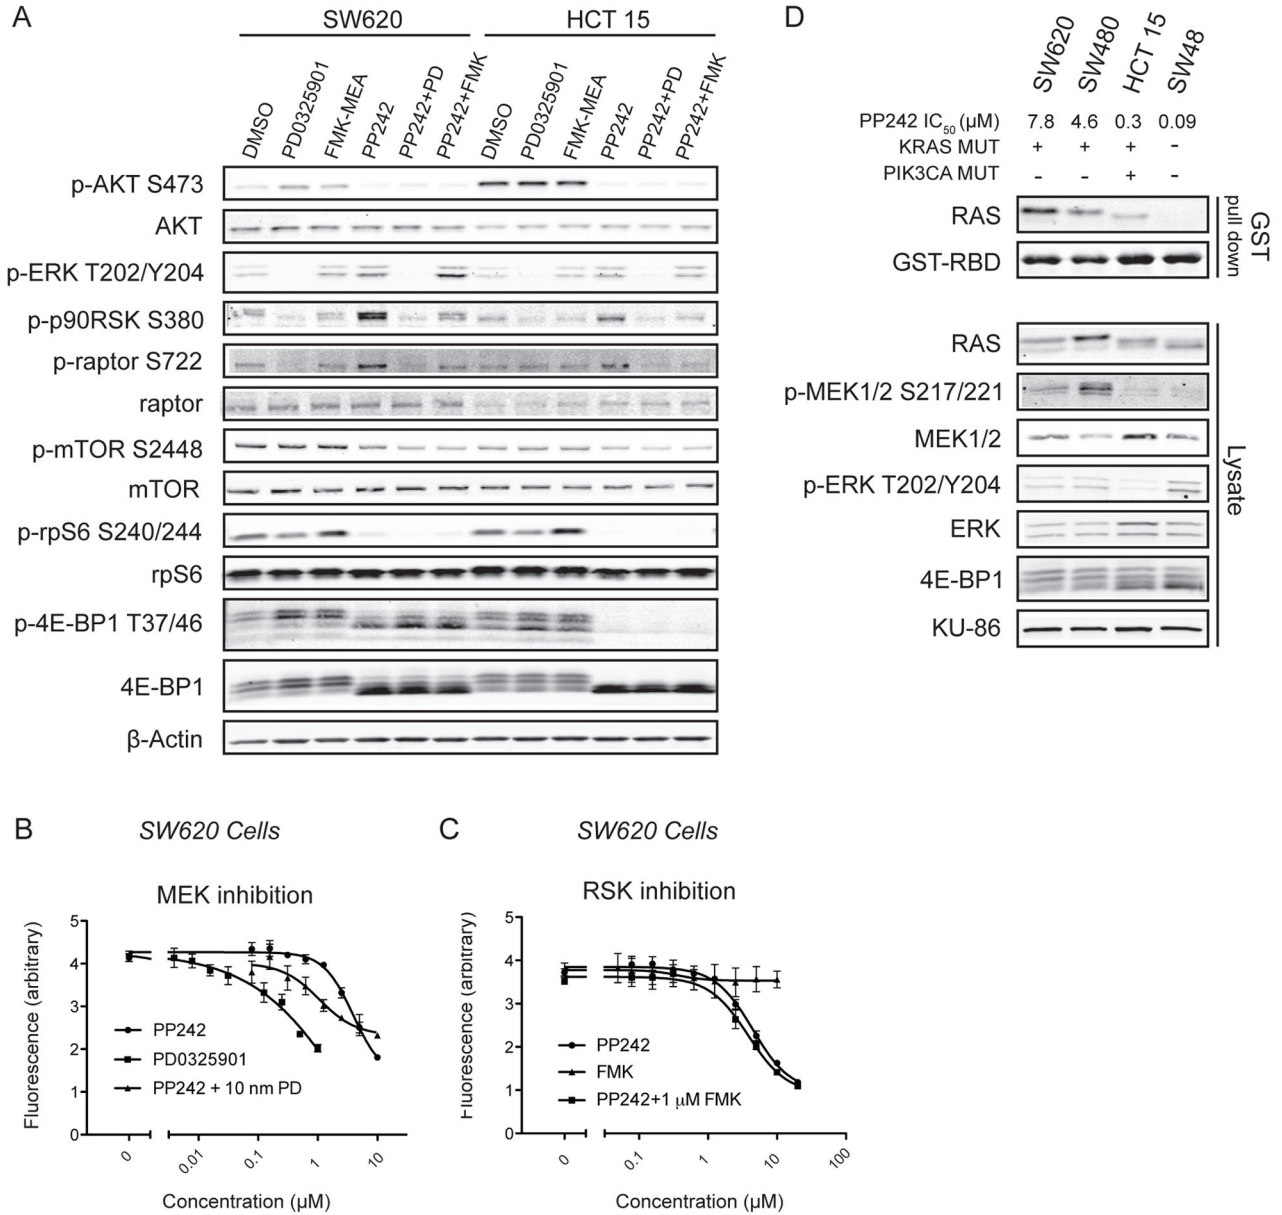 A
SW620
HCT 15
DMSO
PD0325901
FMK-MEA
PP242
PP242+PD
PP242+FMK
DMSO
PD0325901
FMK-MEA
PP242
PP242+PD
PP242+FMK
p-AKT S473
AKT
p-ERK T202/Y204
p-p90RSK S380
p-raptor S722
raptor
p-mTOR S2448
mTOR
p-rpS6 S240/244
rpS6
p-4E-BP1 T37/46
4E-BP1
β-Actin
D
SW620
SW480
HCT 15
SW48
PP242 IC50 (μM) 7.8 4.6 0.3 0.09
KRAS MUT + + + -
PIK3CA MUT - - + -
RAS
GST-RBD
GST
pull down
RAS
p-MEK1/2 S217/221
MEK1/2
p-ERK T202/Y204
ERK
4E-BP1
KU-86
Lysate
B
SW620 Cells
MEK inhibition
Fluorescence (arbitrary)
5
4
3
2
1
0
PP242
PD0325901
PP242 + 10 nm PD
0 0.01 0.1 1 10
Concentration (μM)
C
SW620 Cells
RSK inhibition
Fluorescence (arbitrary)
5
4
3
2
1
0
PP242
FMK
PP242+1 μM FMK
0 0.1 1 10 100
Concentration (μM)